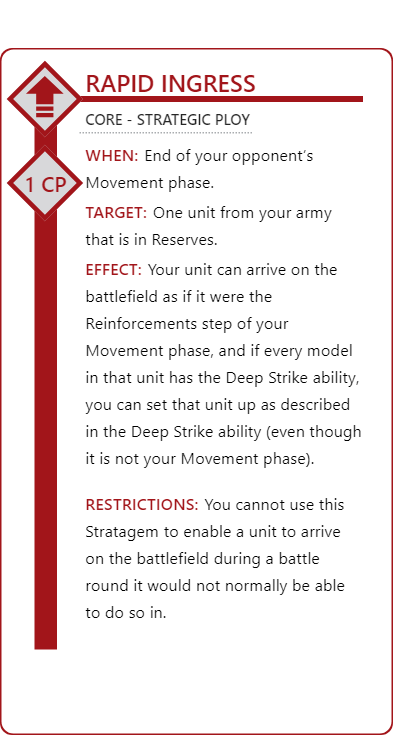 RAPID INGRESS
CORE - STRATEGIC PLOY
1 CP
WHEN: End of your opponent’s
Movement phase.
TARGET: One unit from your army
that is in Reserves.
EFFECT: Your unit can arrive on the
battlefield as if it were the
Reinforcements step of your
Movement phase, and if every model
in that unit has the Deep Strike ability,
you can set that unit up as described
in the Deep Strike ability (even though
it is not your Movement phase).
RESTRICTIONS: You cannot use this
Stratagem to enable a unit to arrive
on the battlefield during a battle
round it would not normally be able
to do so in.